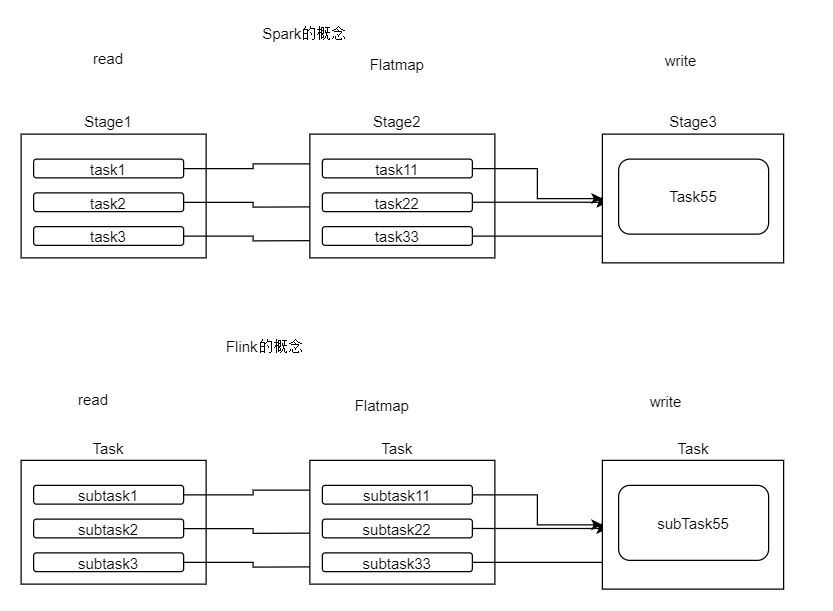 Spark的概念
read
Flatmap
write
Stage1
Stage2
Stage3
task1
task11
Task55
task2
task22
task3
task33
Flink的概念
read
Flatmap
write
Task
Task
Task
subtask1
subtask11
subTask55
subtask2
subtask22
subtask3
subtask33